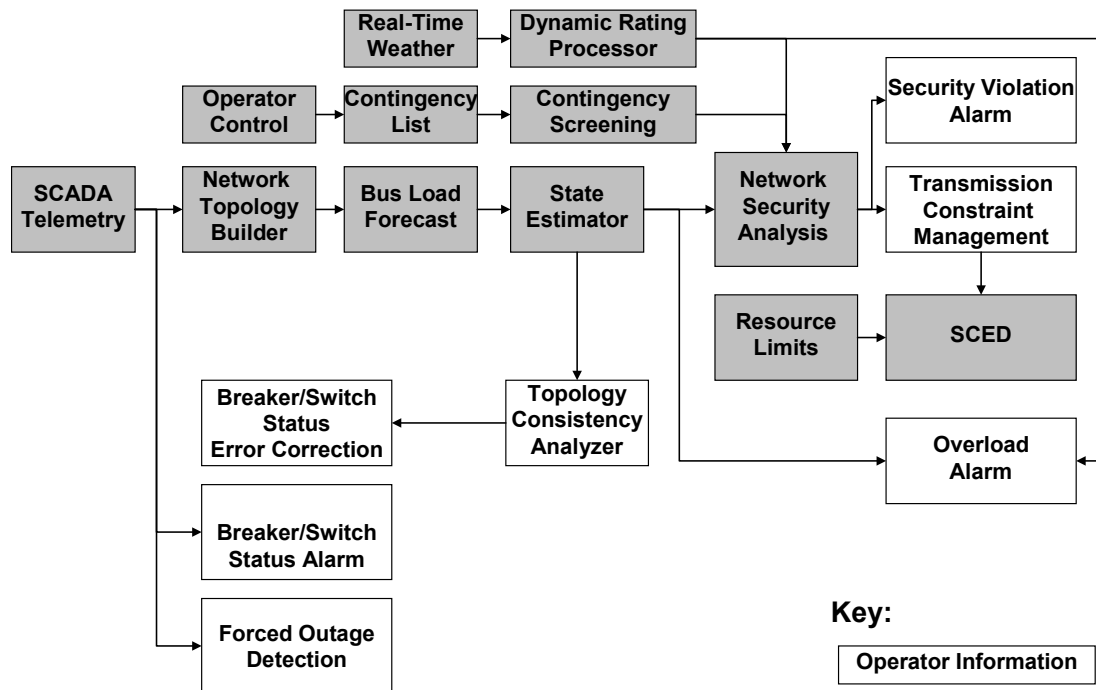 Real-Time
Weather
Dynamic Rating
Processor
Operator
Control
Contingency
List
Contingency
Screening
Security Violation
Alarm
SCADA
Telemetry
Network
Topology
Builder
Bus Load
Forecast
State
Estimator
Network
Security
Analysis
Transmission
Constraint
Management
Resource
Limits
SCED
Breaker/Switch
Status
Error Correction
Topology
Consistency
Analyzer
Overload
Alarm
Breaker/Switch
Status Alarm
Forced Outage
Detection
Key:
Operator Information